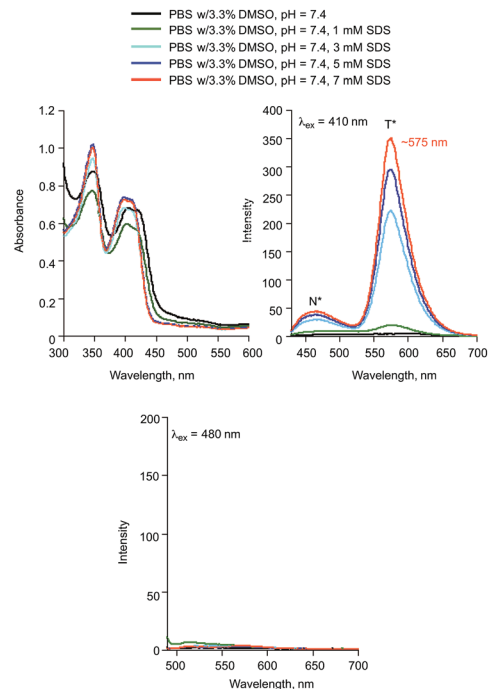 PBS w/3.3% DMSO, pH = 7.4
PBS w/3.3% DMSO, pH = 7.4, 1 mM SDS
PBS w/3.3% DMSO, pH = 7.4, 3 mM SDS
PBS w/3.3% DMSO, pH = 7.4, 5 mM SDS
PBS w/3.3% DMSO, pH = 7.4, 7 mM SDS
Absorbance
1.2
1.0
0.8
0.6
0.4
0.2
0
300 350 400 450 500 550 600
Wavelength, nm
Intensity
400
350
300
250
200
150
100
50
0
λex = 410 nm
T*
~575 nm
N*
450 500 550 600 650 700
Wavelength, nm
Intensity
200
150
100
50
0
λex = 480 nm
500 550 600 650 700
Wavelength, nm